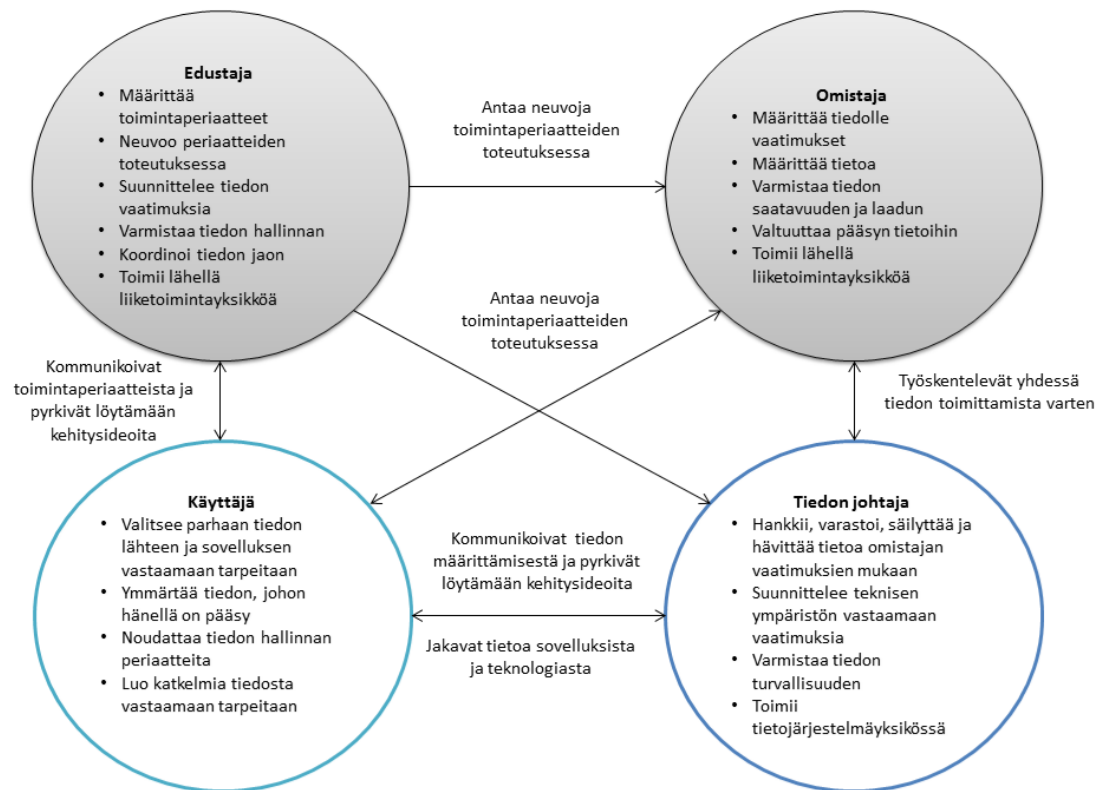 Edustaja
• Määrittää
toimintaperiaatteet
• Neuvoo periaatteiden
toteutuksessa
• Suunnittelee tiedon
vaatimuksia
• Varmistaa tiedon hallinnan
• Koordinoi tiedon jaon
• Toimii lähellä
liiketoimintayksikköä
Antaa neuvoja
toimintaperiaatteiden
toteutuksessa
Omistaja
• Määrittää tiedolle
vaatimukset
• Määrittää tietoa
• Varmistaa tiedon
saatavuuden ja laadun
• Valtuuttaa pääsyn tietoihin
• Toimii lähellä
liiketoimintayksikköä
Antaa neuvoja
toimintaperiaatteiden
toteutuksessa
Kommunikoivat
toimintaperiaatteista ja
pyrkivät löytämään
kehitysideoita
Työskentelevät yhdessä
tiedon toimittamista varten
Käyttäjä
• Valitsee parhaan tiedon
lähteen ja sovelluksen
vastaamaan tarpeitaan
• Ymmärtää tiedon, johon
hänellä on pääsy
• Noudattaa tiedon hallinnan
periaatteita
• Luo katkelmia tiedosta
vastaamaan tarpeitaan
Kommunikoivat tiedon
määrittämisestä ja pyrkivät
löytämään kehitysideoita
Jakavat tietoa sovelluksista
ja teknologiasta
Tiedon johtaja
• Hankkii, varastoi, säilyttää ja
hävittää tietoa omistajan
vaatimuksien mukaan
• Suunnittelee teknisen
ympäristön vastaamaan
vaatimuksia
• Varmistaa tiedon
turvallisuuden
• Toimii
tietojärjestelmäyksikössä